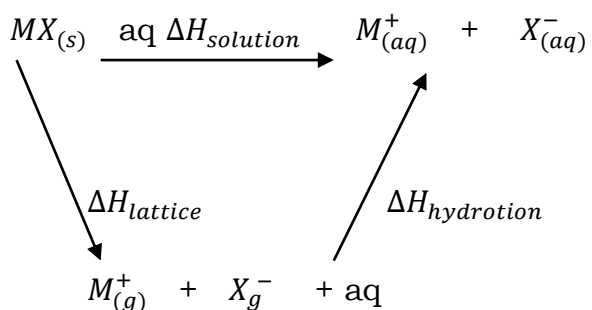 MX(s) aq ΔHsolution M⁺(aq) + X⁻(aq)
ΔHlattice ΔHhydrotion
M⁺(g) + Xg⁻ + aq